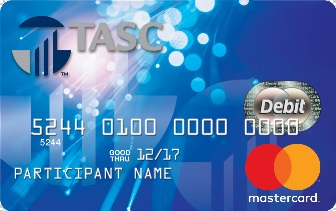 TASC
TM
Debit
5244 0100 0000 0000
5244
GOOD THRU 12/17
PARTICIPANT NAME
mastercard